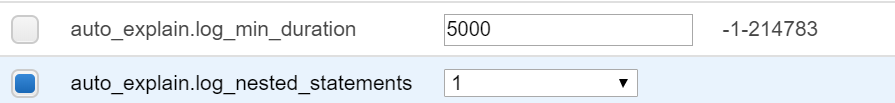 auto_explain.log_min_duration 5000 -1-214783
auto_explain.log_nested_statements 1